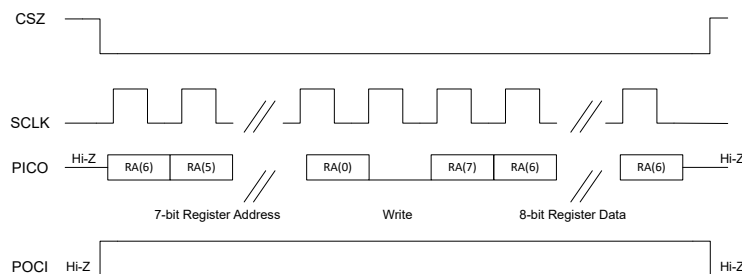 CSZ
SCLK
PICO Hi-Z RA(6) RA(5) RA(0) RA(7) RA(6) RA(6) Hi-Z
7-bit Register Address Write 8-bit Register Data
POCI Hi-Z Hi-Z